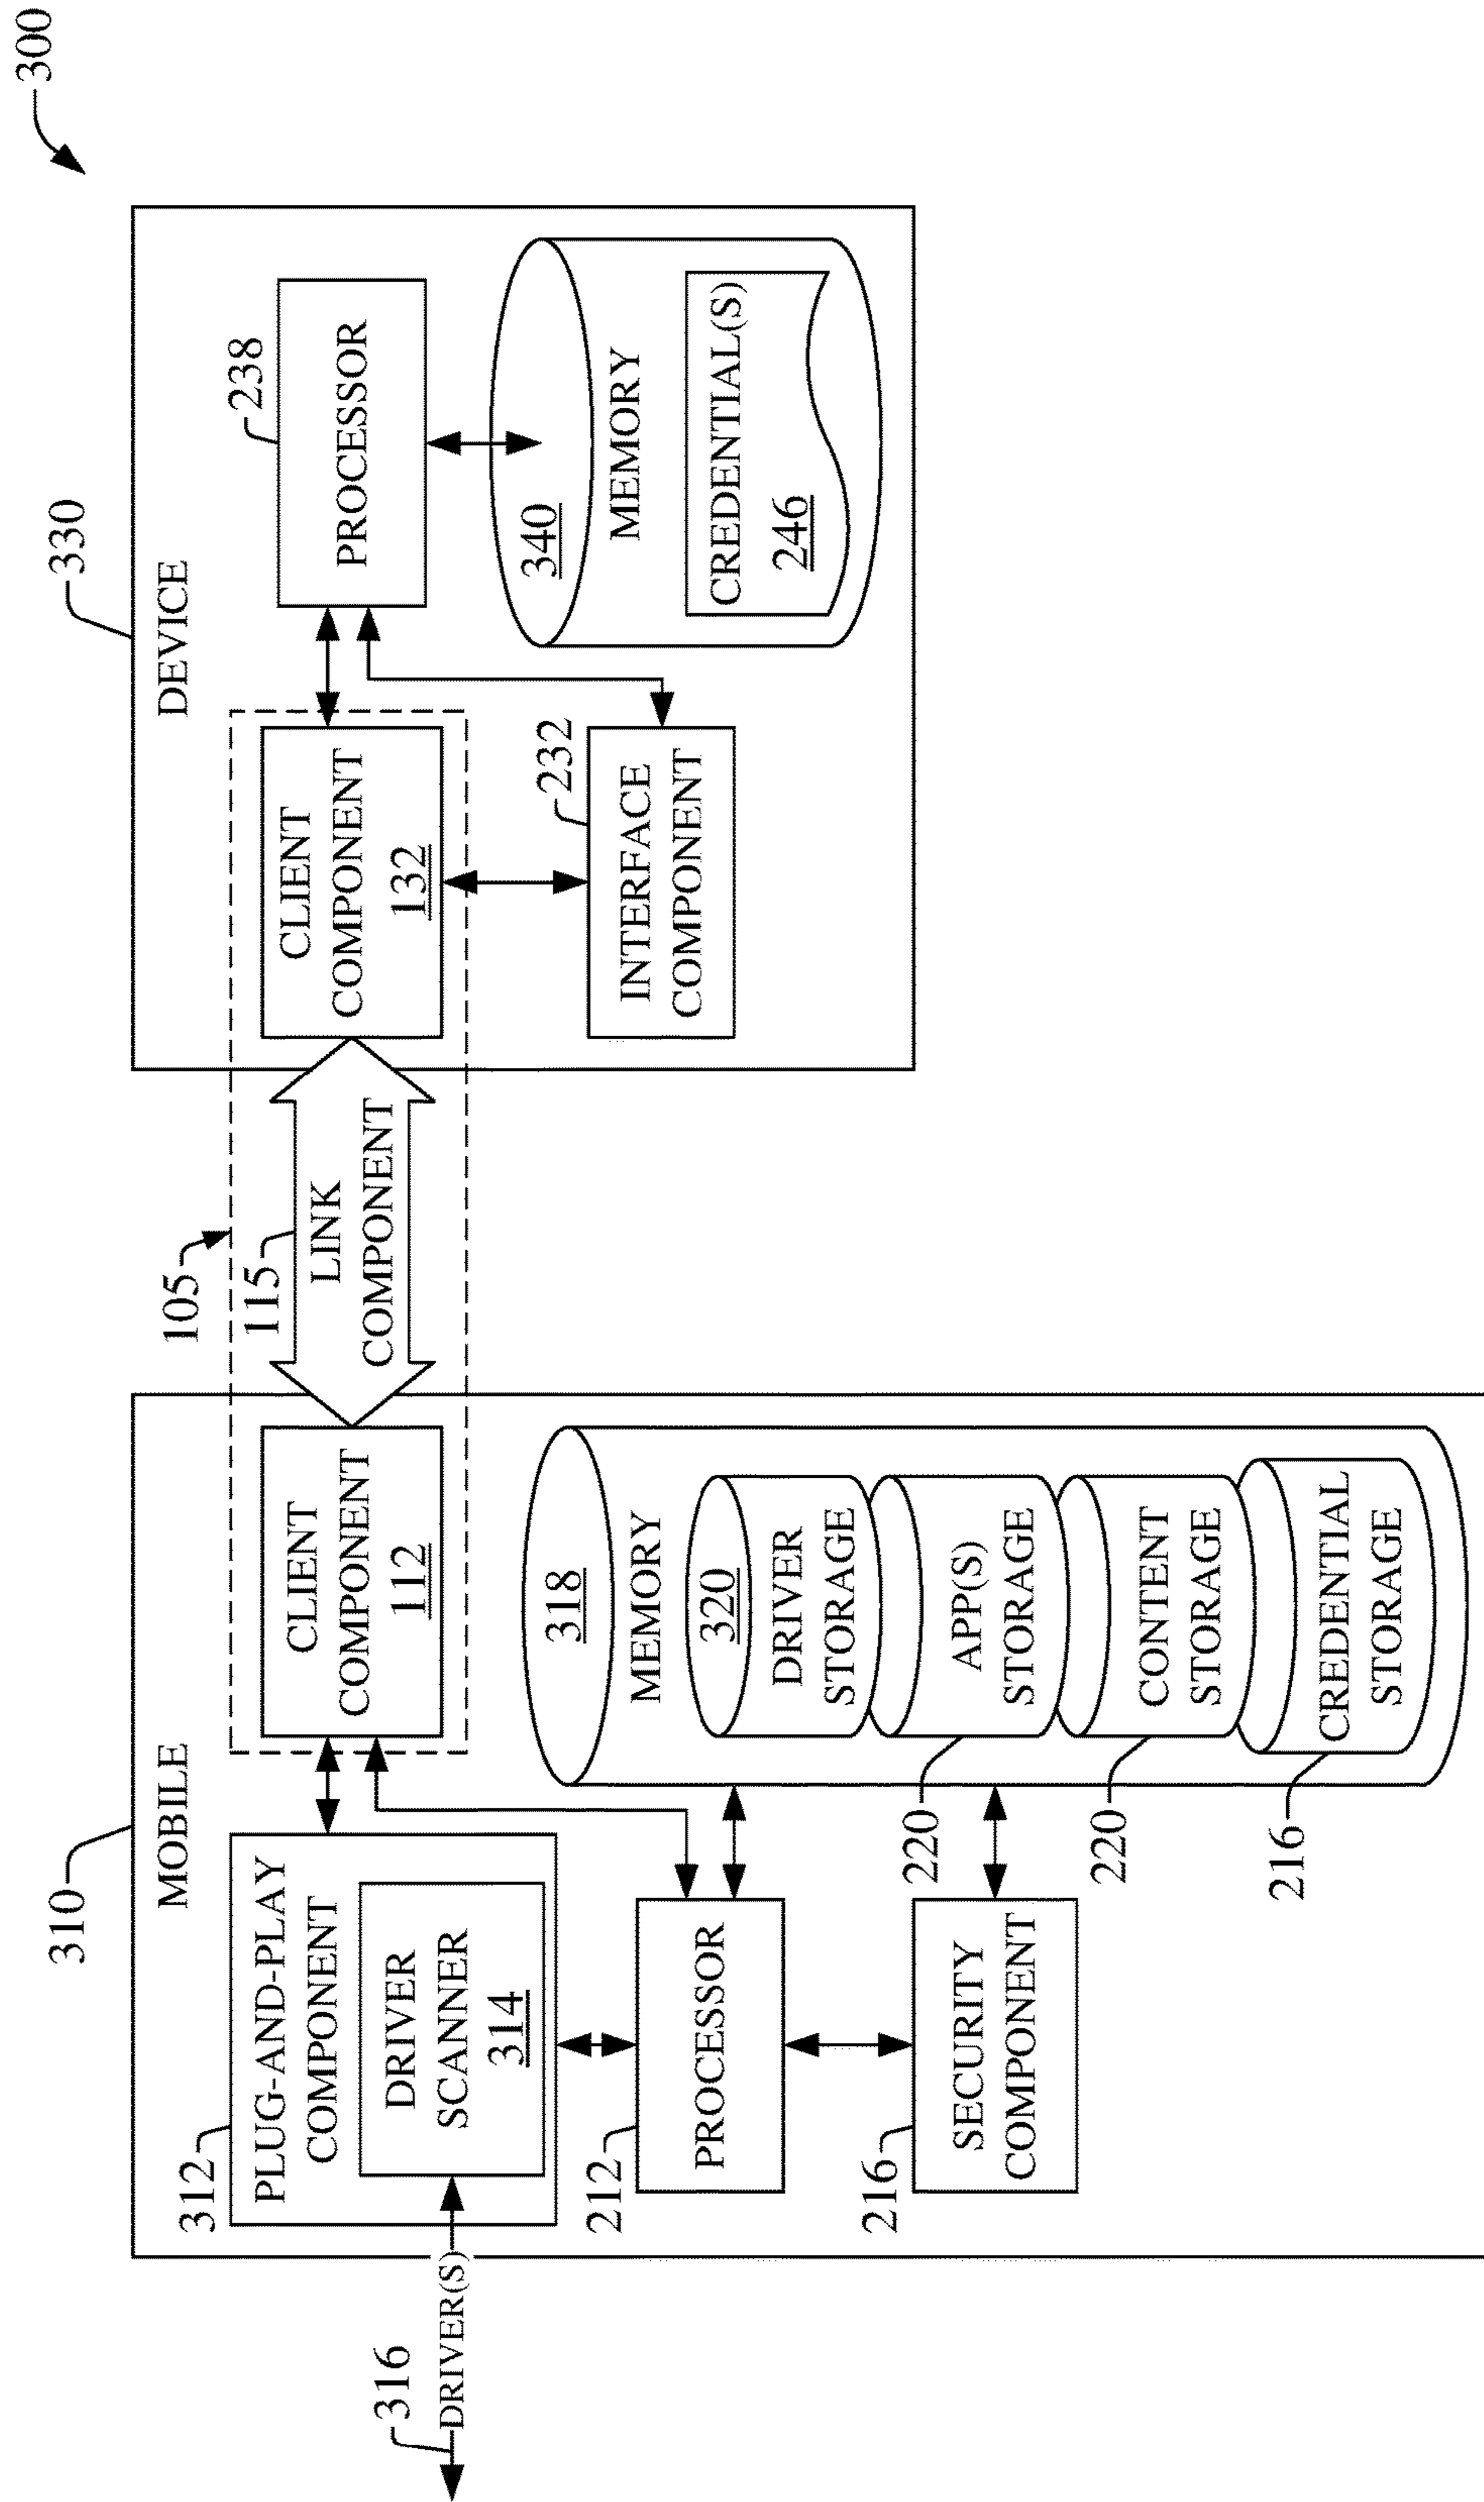 300
310
MOBILE
312
PLUG-AND-PLAY
COMPONENT
DRIVER
SCANNER
314
316
DRIVER(S)
212
PROCESSOR
216
SECURITY
COMPONENT
CLIENT
COMPONENT
112
318
MEMORY
320
DRIVER
STORAGE
APP(S)
STORAGE
220
CONTENT
STORAGE
220
CREDENTIAL
STORAGE
216
105
115
LINK
COMPONENT
330
DEVICE
CLIENT
COMPONENT
132
232
INTERFACE
COMPONENT
238
PROCESSOR
340
MEMORY
CREDENTIAL(S)
246